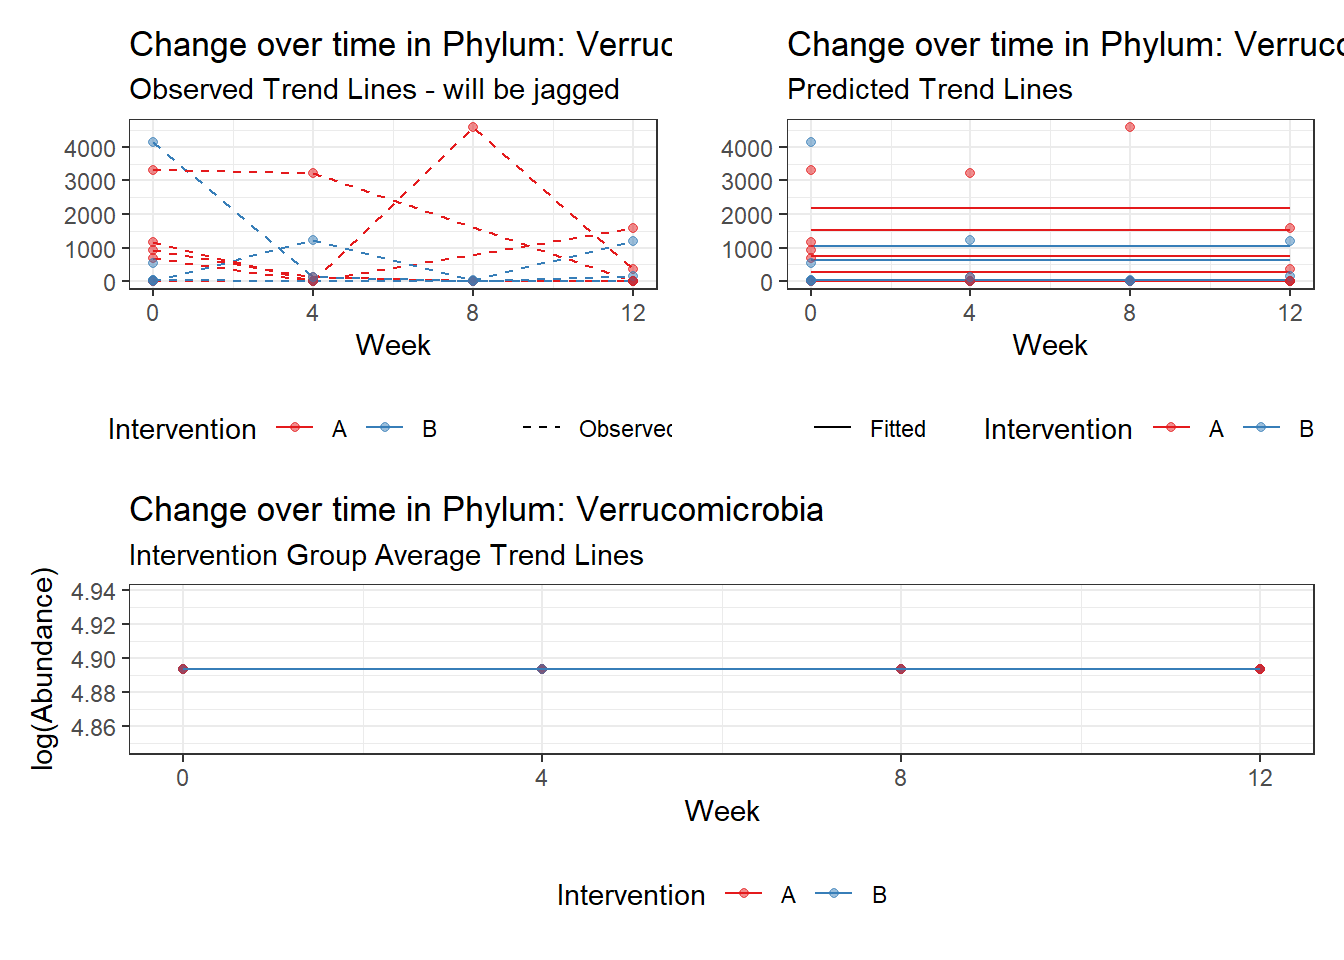 Change over time in Phylum: Verruc
Observed Trend Lines - will be jagged
4000
3000
2000
1000
0
0 4 8 12
Week
Intervention A B Observed
Change over time in Phylum: Verruco
Predicted Trend Lines
4000
3000
2000
1000
0
0 4 8 12
Week
Fitted Intervention A B
Change over time in Phylum: Verrucomicrobia
Intervention Group Average Trend Lines
log(Abundance)
4.94
4.92
4.90
4.88
4.86
0 4 8 12
Week
Intervention A B